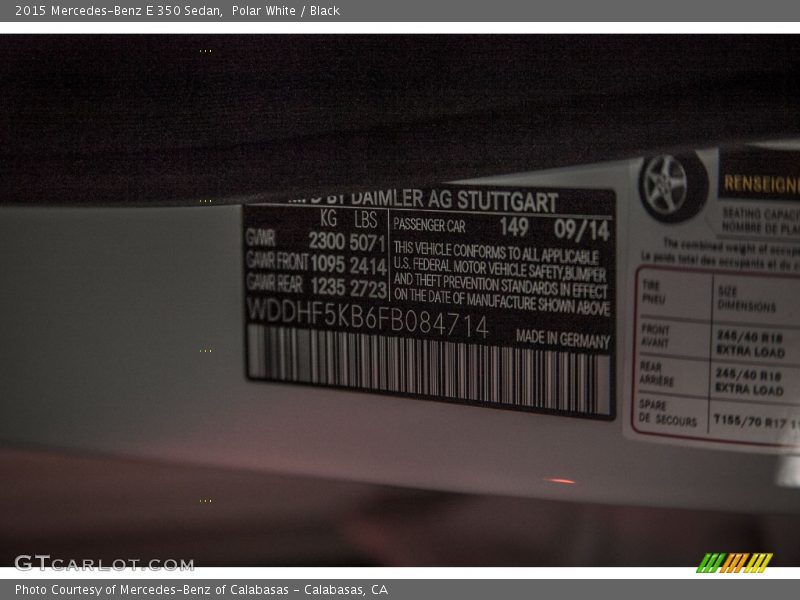 2015 Mercedes-Benz E 350 Sedan, Polar White / Black
MFD BY DAIMLER AG STUTTGART
KG LBS
GVWR 2300 5071
GAWR FRONT 1095 2414
GAWR REAR 1235 2723
PASSENGER CAR 149 09/14
THIS VEHICLE CONFORMS TO ALL APPLICABLE
U.S. FEDERAL MOTOR VEHICLE SAFETY,BUMPER
AND THEFT PREVENTION STANDARDS IN EFFECT
ON THE DATE OF MANUFACTURE SHOWN ABOVE
WDDHF5KB6FB084714
MADE IN GERMANY
RENSEIGN
SEATING CAPAC
NOMBRE DE PLA
The combined weight of occup
Le poids total des occupants et du c
TIRE
PNEU
SIZE
DIMENSIONS
FRONT
AVANT
245/40 R18
EXTRA LOAD
REAR
ARRIÈRE
245/40 R18
EXTRA LOAD
SPARE
DE SECOURS
T155/70 R17 11
GTCARLOT.COM
Photo Courtesy of Mercedes-Benz of Calabasas - Calabasas, CA